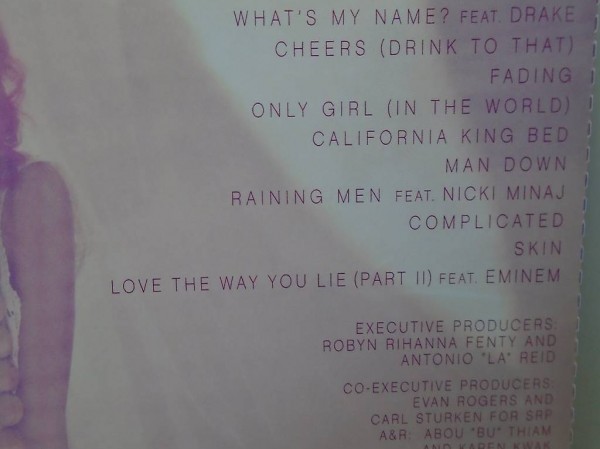 WHAT'S MY NAME? FEAT. DRAKE
CHEERS (DRINK TO THAT)
FADING
ONLY GIRL (IN THE WORLD)
CALIFORNIA KING BED
MAN DOWN
RAINING MEN FEAT. NICKI MINAJ
COMPLICATED
SKIN
LOVE THE WAY YOU LIE (PART II) FEAT. EMINEM
EXECUTIVE PRODUCERS:
ROBYN RIHANNA FENTY AND
ANTONIO "LA" REID
CO-EXECUTIVE PRODUCERS:
EVAN ROGERS AND
CARL STURKEN FOR SRP
A&R: ABOU "BU" THIAM
AND KAREN KWAK